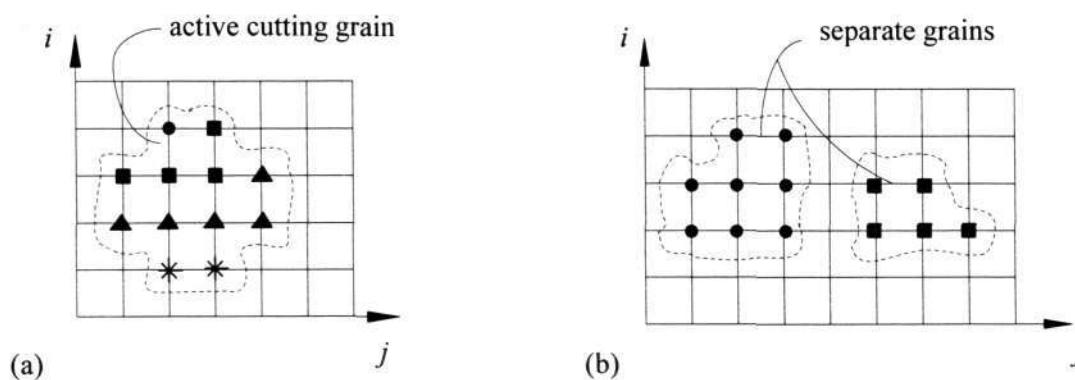 i
active cutting grain
j
(a)
i
separate grains
(b)